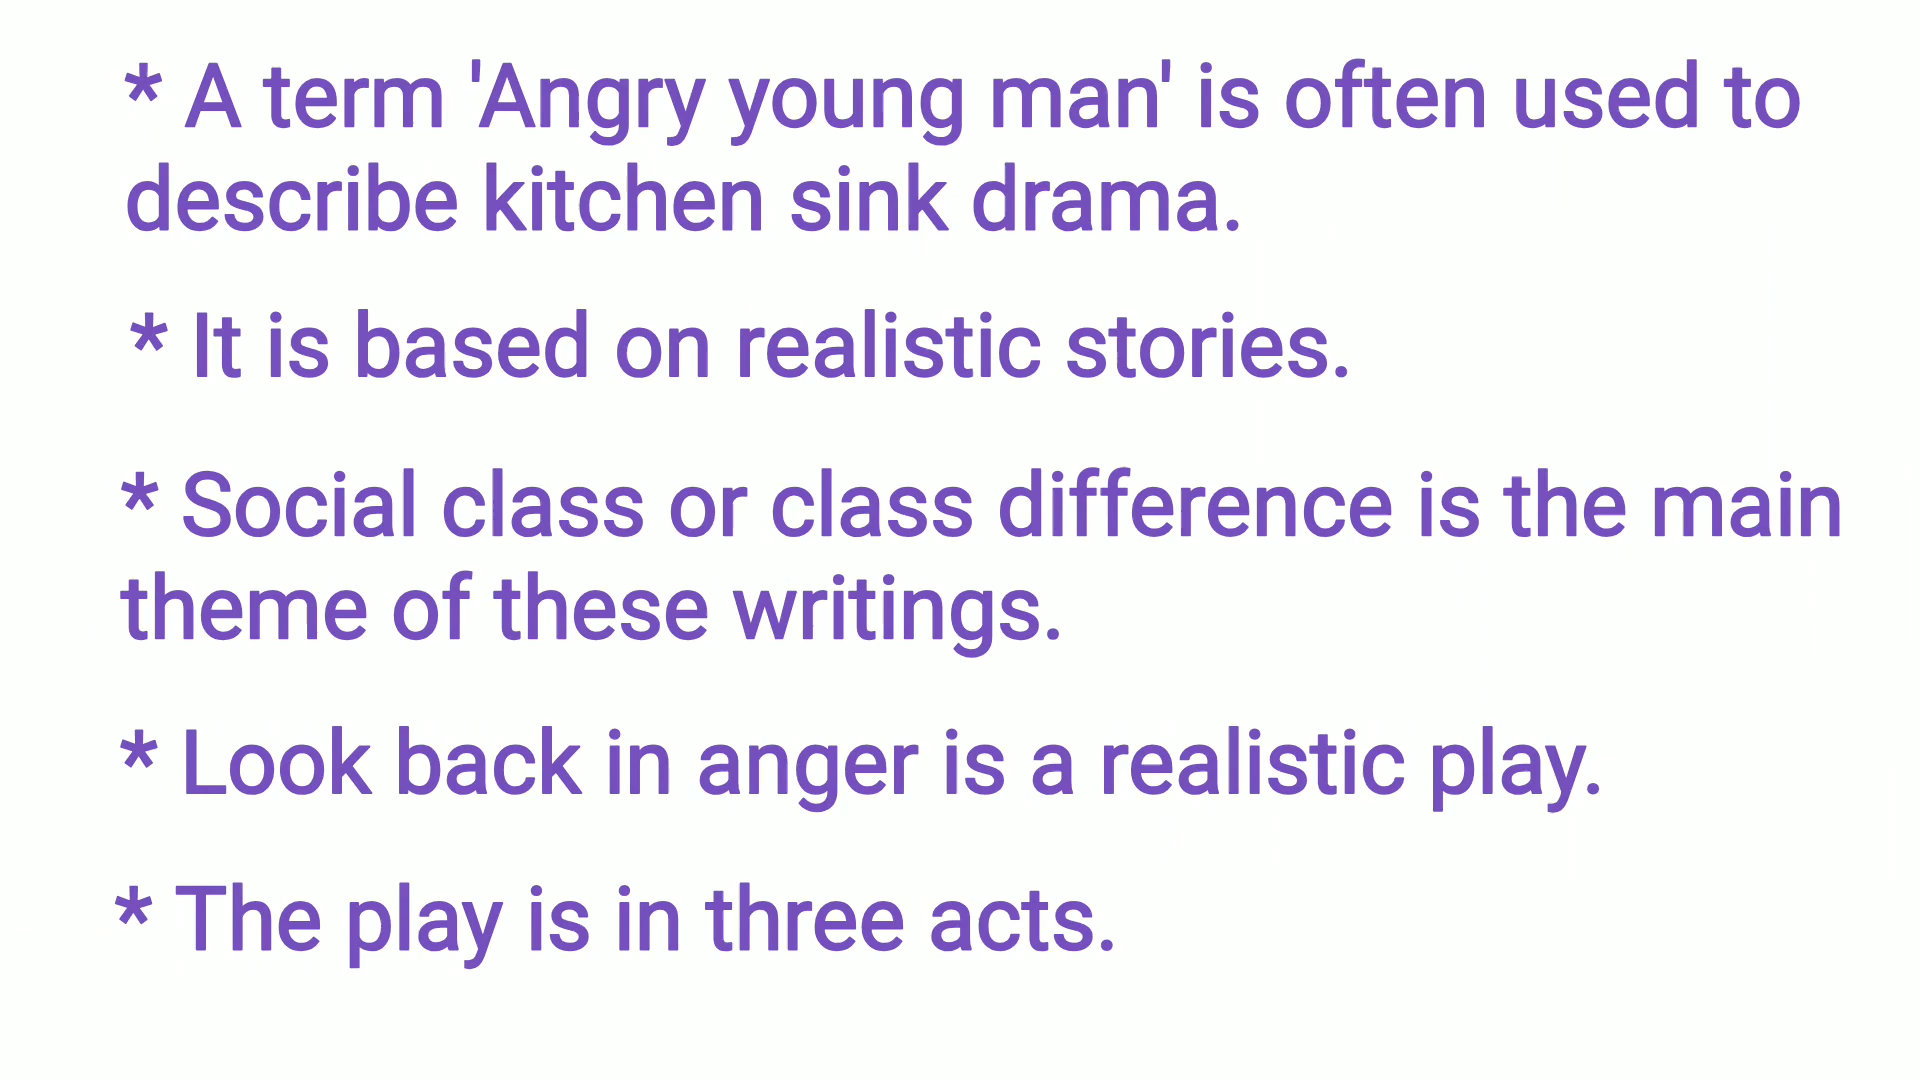 * A term 'Angry young man' is often used to
describe kitchen sink drama.
* It is based on realistic stories.
* Social class or class difference is the main
theme of these writings.
* Look back in anger is a realistic play.
* The play is in three acts.